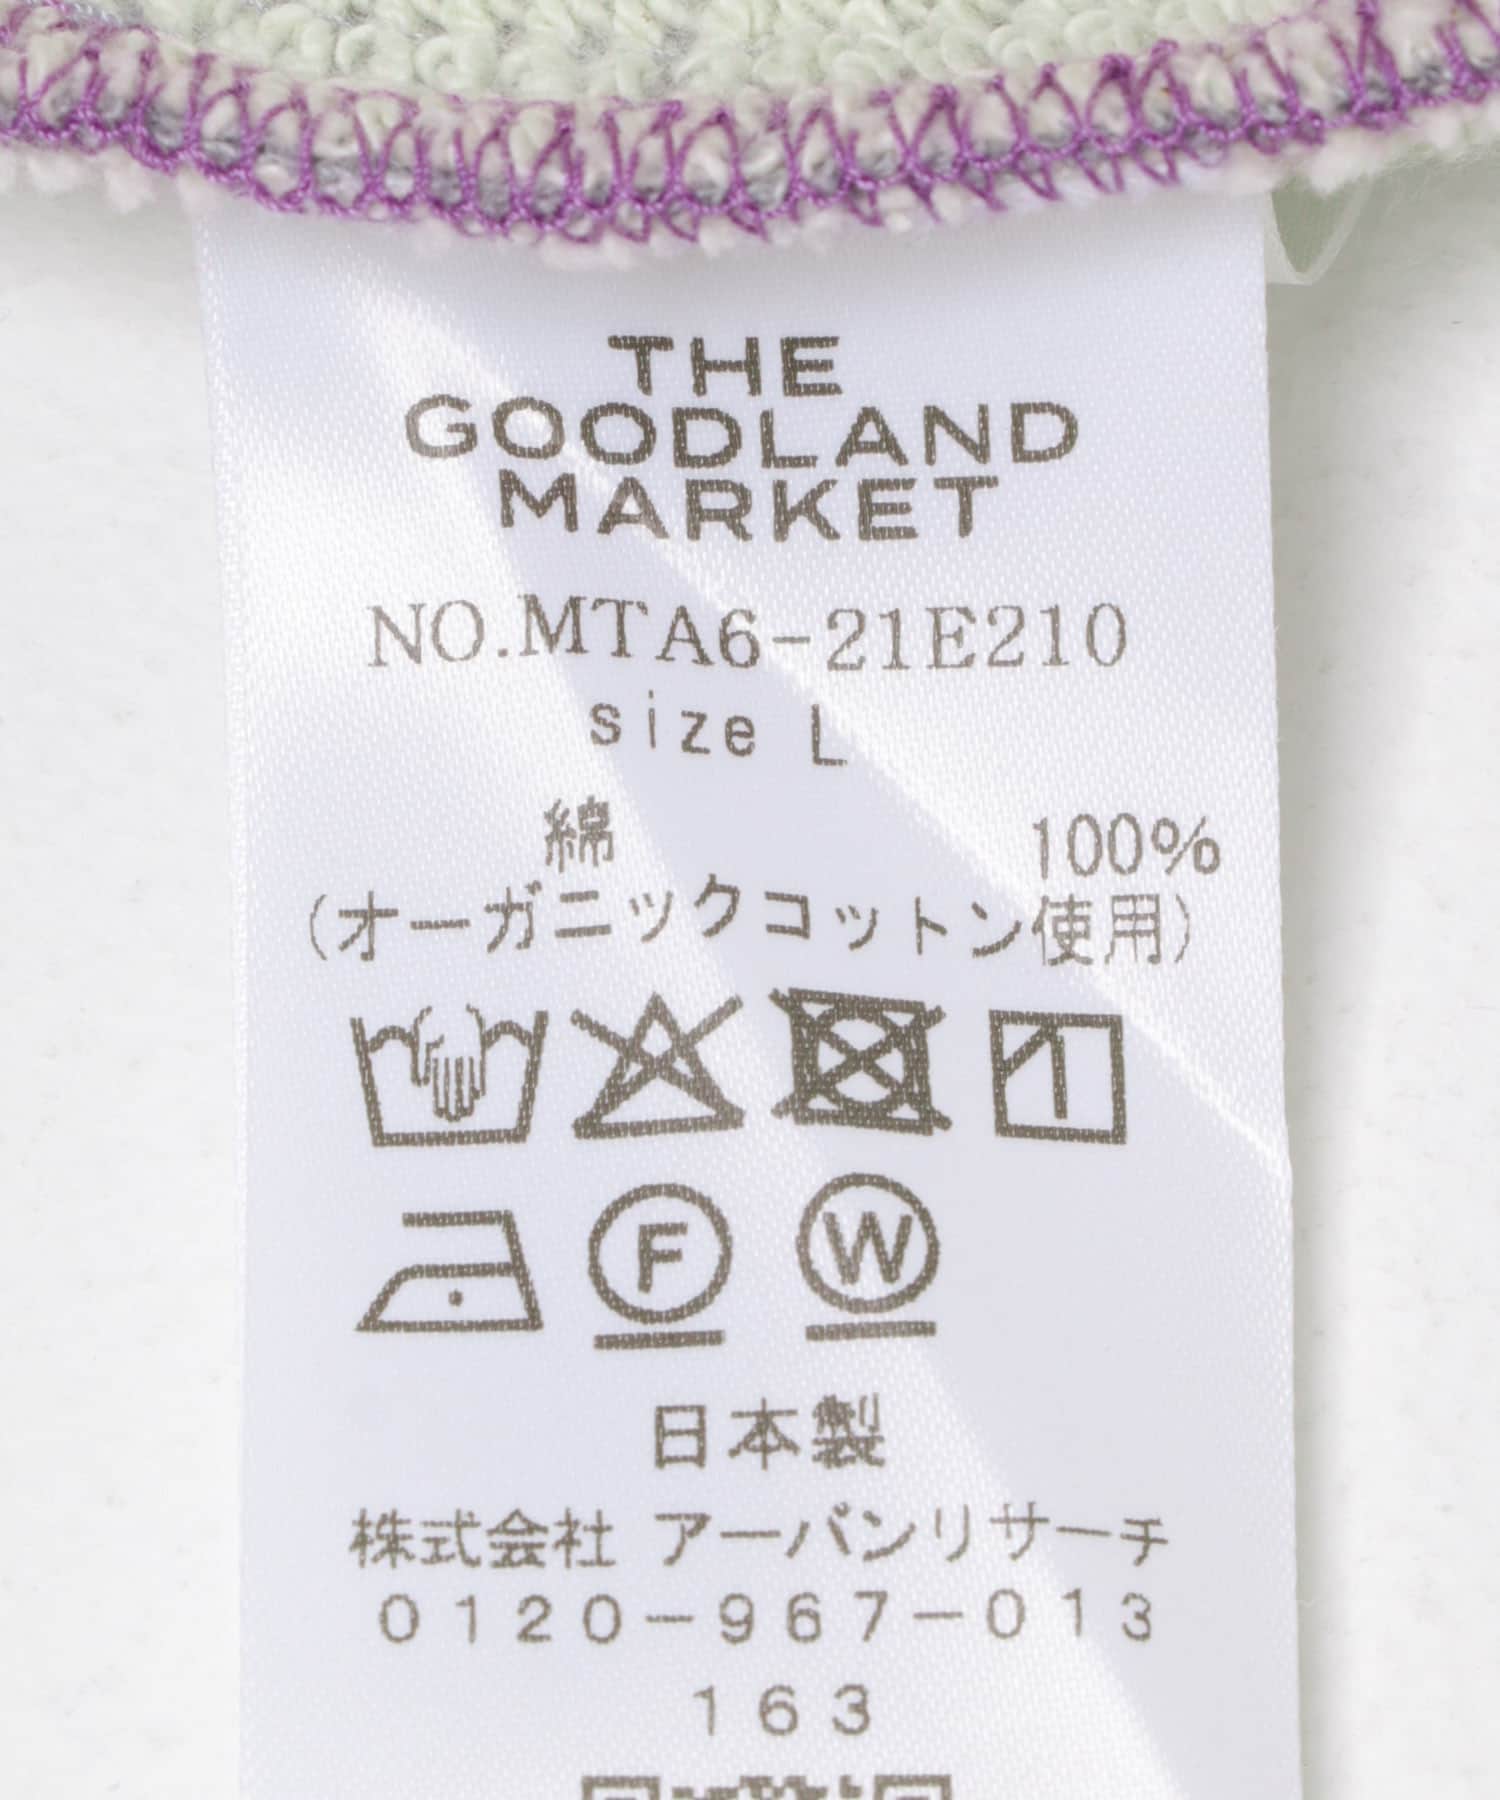 THE
GOODLAND
MARKET
NO.MTA6-21E210
size L
綿 100%
(オーガニックコットン使用)
F W
日本製
株式会社 アーバンリサーチ
0120-967-013
163